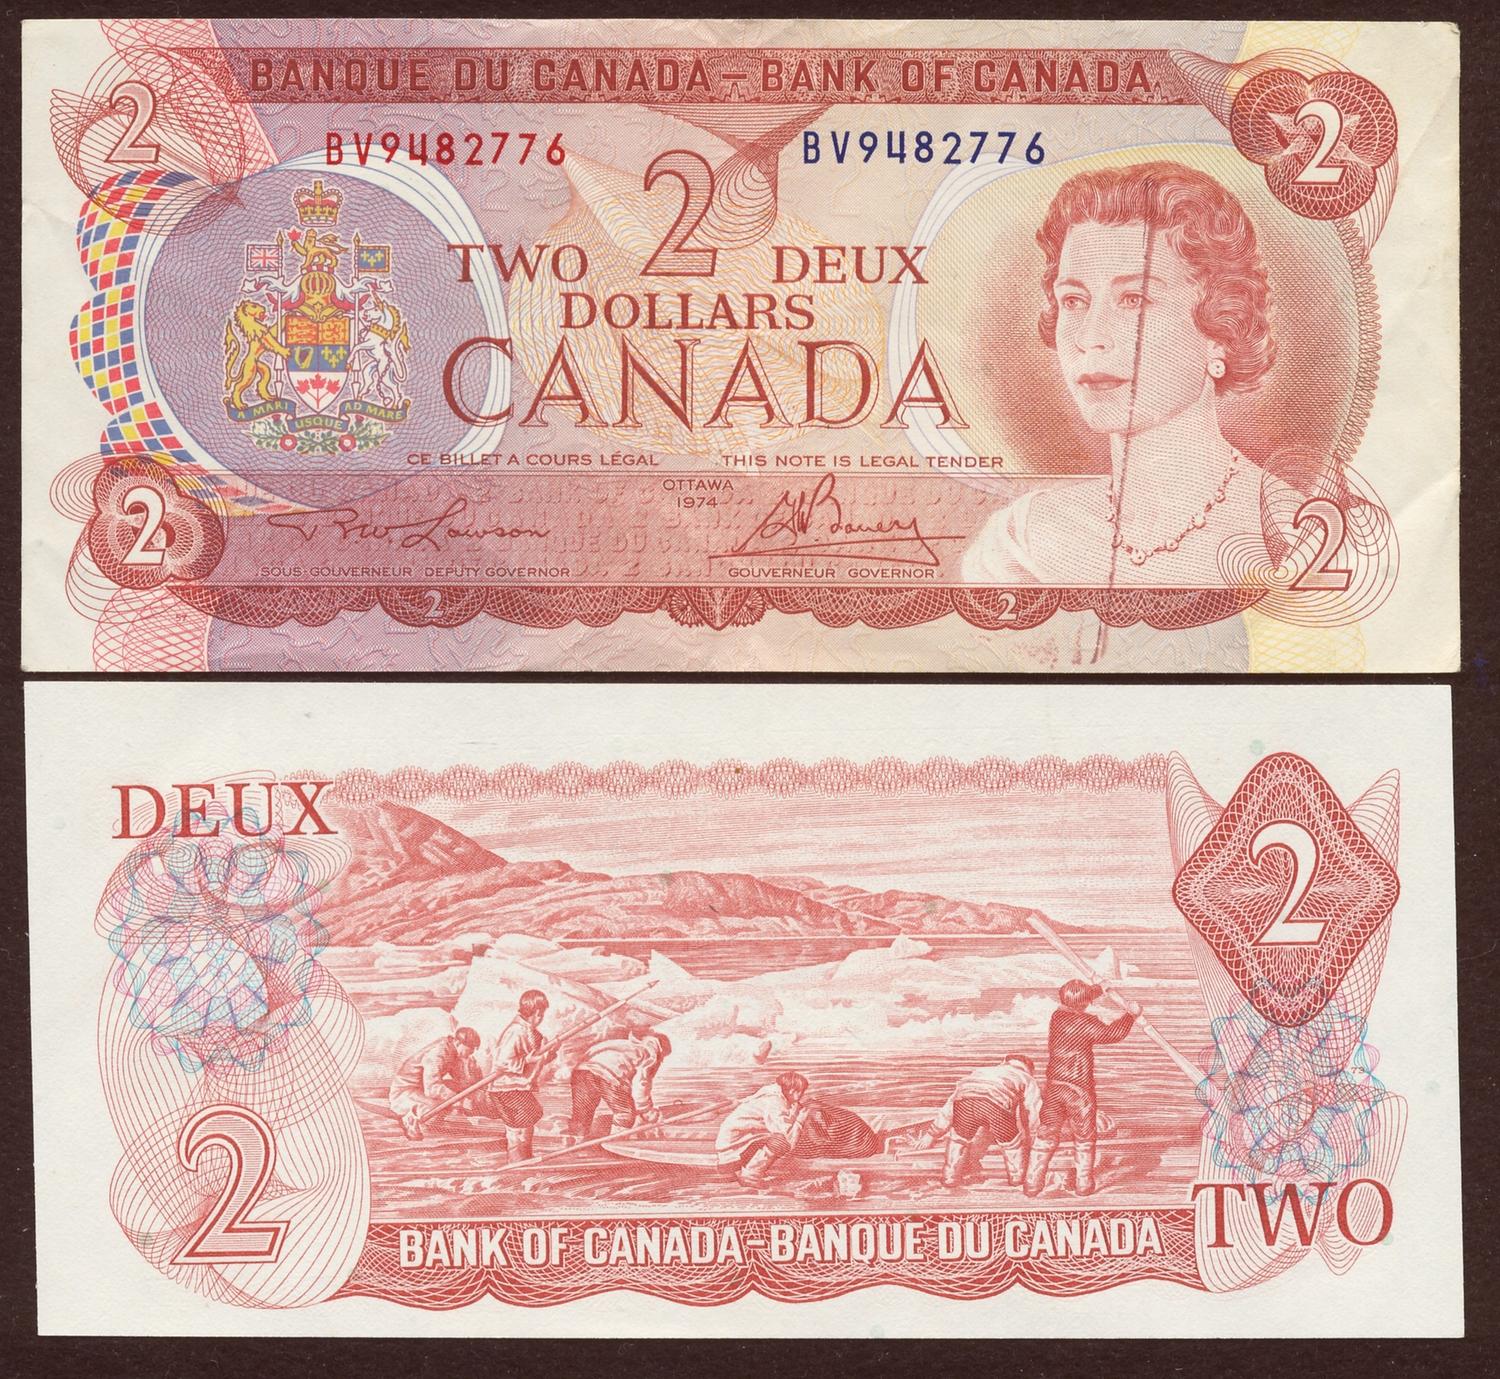 BANQUE DU CANADA – BANK OF CANADA
2
2
BV9482776
BV9482776
2
TWO DEUX
DOLLARS
CANADA
A MARI USQUE AD MARE
CE BILLET A COURS LÉGAL
THIS NOTE IS LEGAL TENDER
OTTAWA
1974
R.W. Lawson
G.K. Bouey
SOUS-GOUVERNEUR DEPUTY GOVERNOR
GOUVERNEUR GOVERNOR
2
2
2
2
DEUX
2
2
TWO
BANK OF CANADA–BANQUE DU CANADA